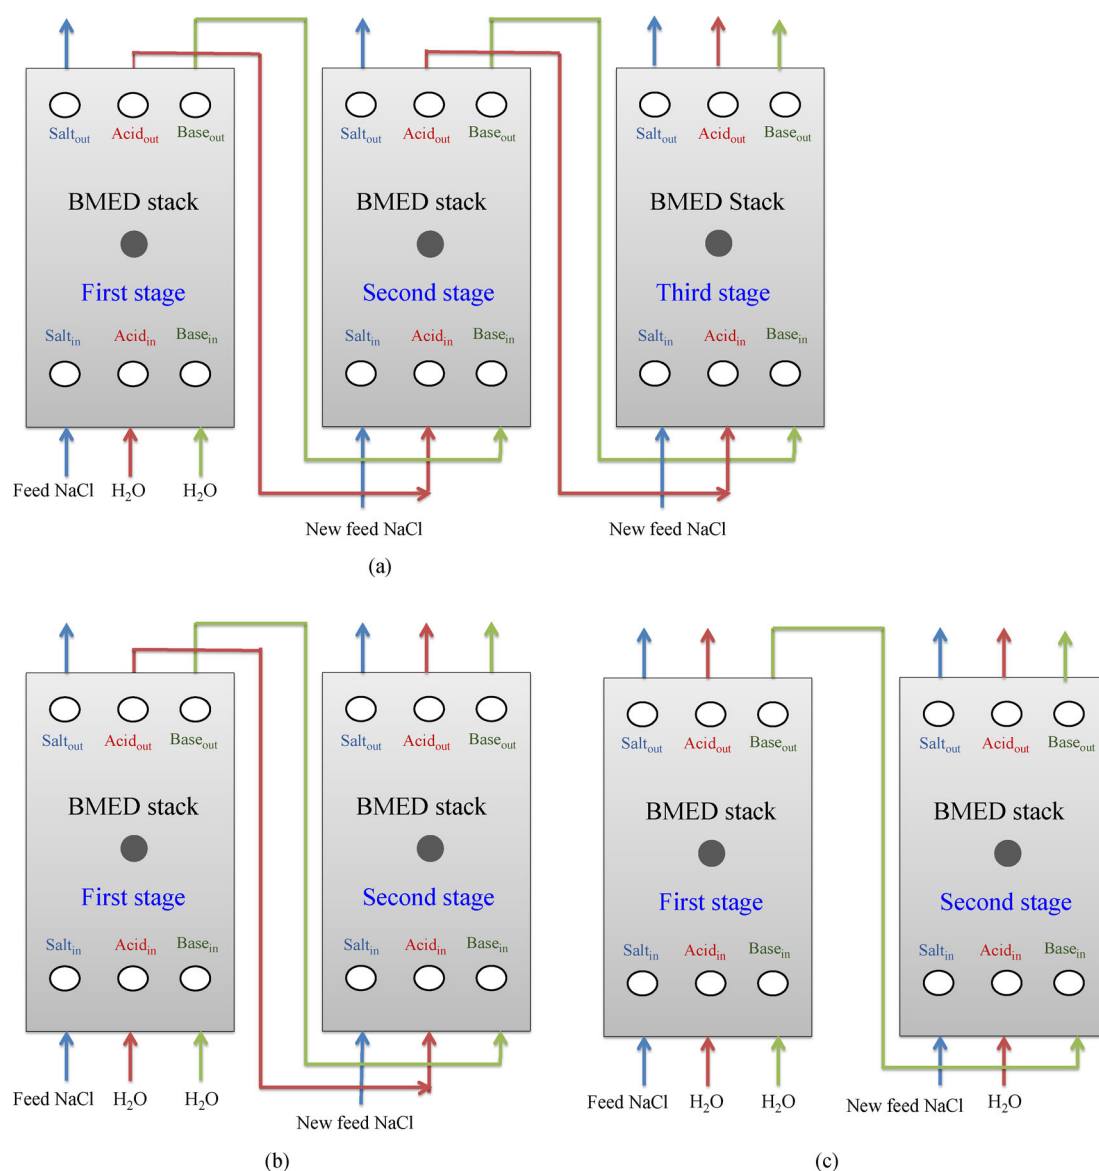 Salt_out Acid_out Base_out Salt_out Acid_out Base_out Salt_out Acid_out Base_out
BMED stack BMED stack BMED Stack
First stage Second stage Third stage
Salt_in Acid_in Base_in Salt_in Acid_in Base_in Salt_in Acid_in Base_in
Feed NaCl H₂O H₂O
New feed NaCl New feed NaCl
(a)
Salt_out Acid_out Base_out Salt_out Acid_out Base_out Salt_out Acid_out Base_out Salt_out Acid_out Base_out
BMED stack BMED stack BMED stack BMED stack
First stage Second stage First stage Second stage
Salt_in Acid_in Base_in Salt_in Acid_in Base_in Salt_in Acid_in Base_in Salt_in Acid_in Base_in
Feed NaCl H₂O H₂O Feed NaCl H₂O H₂O New feed NaCl H₂O
New feed NaCl
(b) (c)